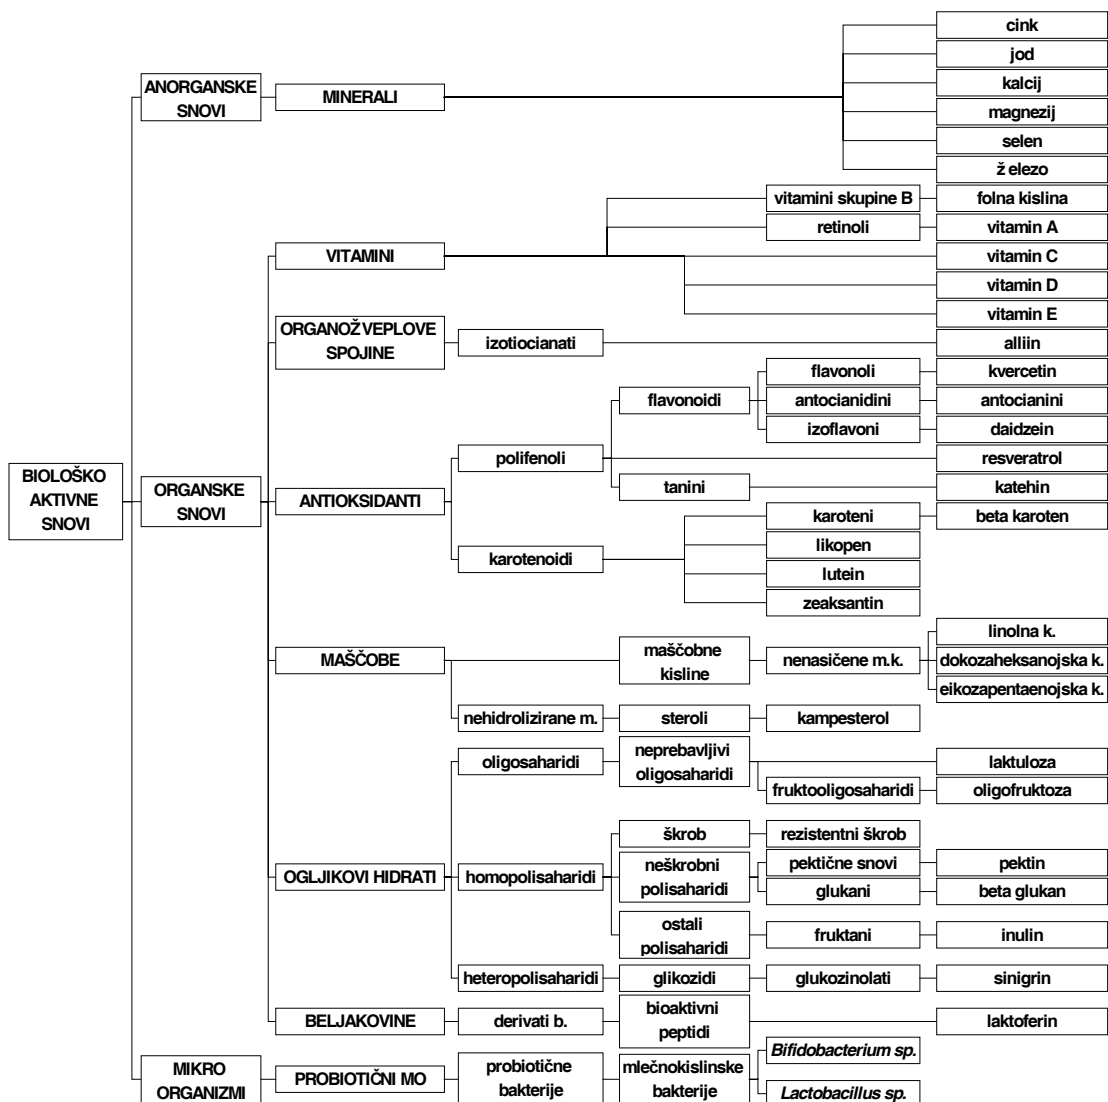 cink
jod
ANORGANSKE
SNOVI
MINERALI
kalcij
magnezij
selen
ž elezo
vitamini skupine B
folna kislina
retinoli
vitamin A
VITAMINI
vitamin C
vitamin D
vitamin E
ORGANOŽ VEPLOVE
SPOJINE
izotiocianati
alliin
flavonoli
kvercetin
flavonoidi
antocianidini
antocianini
izoflavoni
daidzein
polifenoli
resveratrol
BIOLOŠKO
AKTIVNE
SNOVI
ORGANSKE
SNOVI
ANTIOKSIDANTI
tanini
katehin
karoteni
beta karoten
karotenoidi
likopen
lutein
zeaksantin
linolna k.
MAŠČOBE
maščobne
kisline
nenasičene m.k.
dokozaheksanojska k.
eikozapentaenojska k.
nehidrolizirane m.
steroli
kampesterol
oligosaharidi
neprebavljivi
oligosaharidi
laktuloza
fruktooligosaharidi
oligofruktoza
škrob
rezistentni škrob
OGLJIKOVI HIDRATI
homopolisaharidi
neškrobni
polisaharidi
pektične snovi
pektin
glukani
beta glukan
ostali
polisaharidi
fruktani
inulin
heteropolisaharidi
glikozidi
glukozinolati
sinigrin
BELJAKOVINE
derivati b.
bioaktivni
peptidi
laktoferin
MIKRO
ORGANIZMI
PROBIOTIČNI MO
probiotične
bakterije
mlečnokislinske
bakterije
Bifidobacterium sp.
Lactobacillus sp.